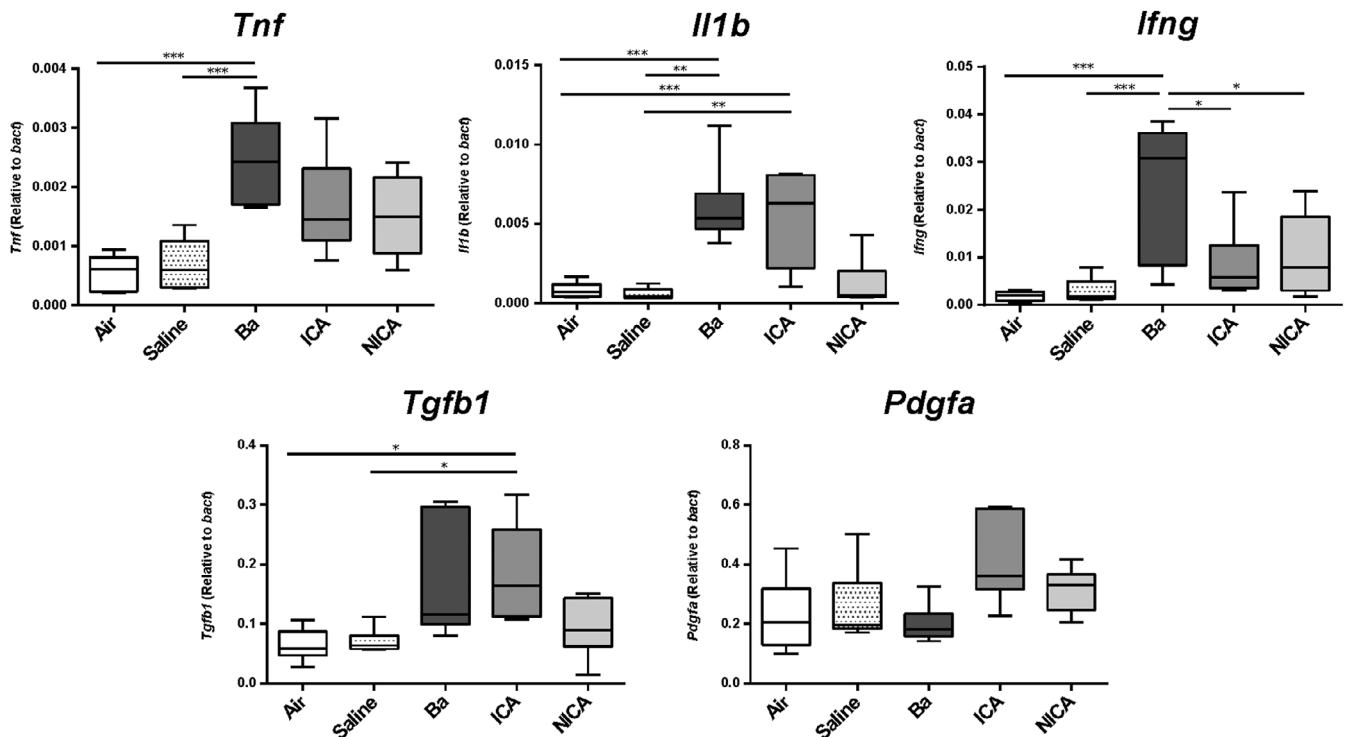 Tnf
***
***
Tnf (Relative to bact)
0.004
0.003
0.002
0.001
0.000
Air
Saline
Ba
ICA
NICA
Il1b
***
**
***
**
Il1b (Relative to bact)
0.015
0.010
0.005
0.000
Air
Saline
Ba
ICA
NICA
Ifng
***
***
*
*
Ifng (Relative to bact)
0.05
0.04
0.03
0.02
0.01
0.00
Air
Saline
Ba
ICA
NICA
Tgfb1
*
*
Tgfb1 (Relative to bact)
0.4
0.3
0.2
0.1
0.0
Air
Saline
Ba
ICA
NICA
Pdgfa
Pdgfa (Relative to bact)
0.8
0.6
0.4
0.2
0.0
Air
Saline
Ba
ICA
NICA